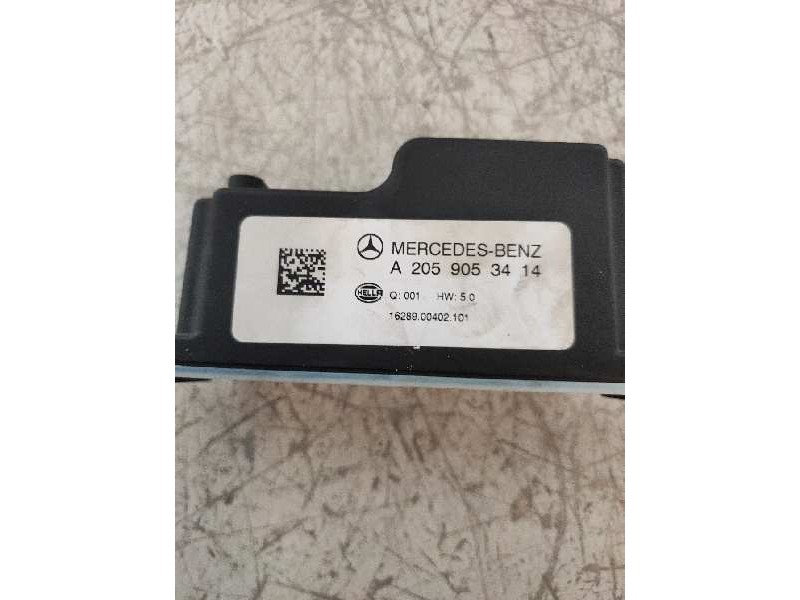 MERCEDES-BENZ
A 205 905 34 14
HELLA Q: 001 HW: 5.0
16289.00402.101